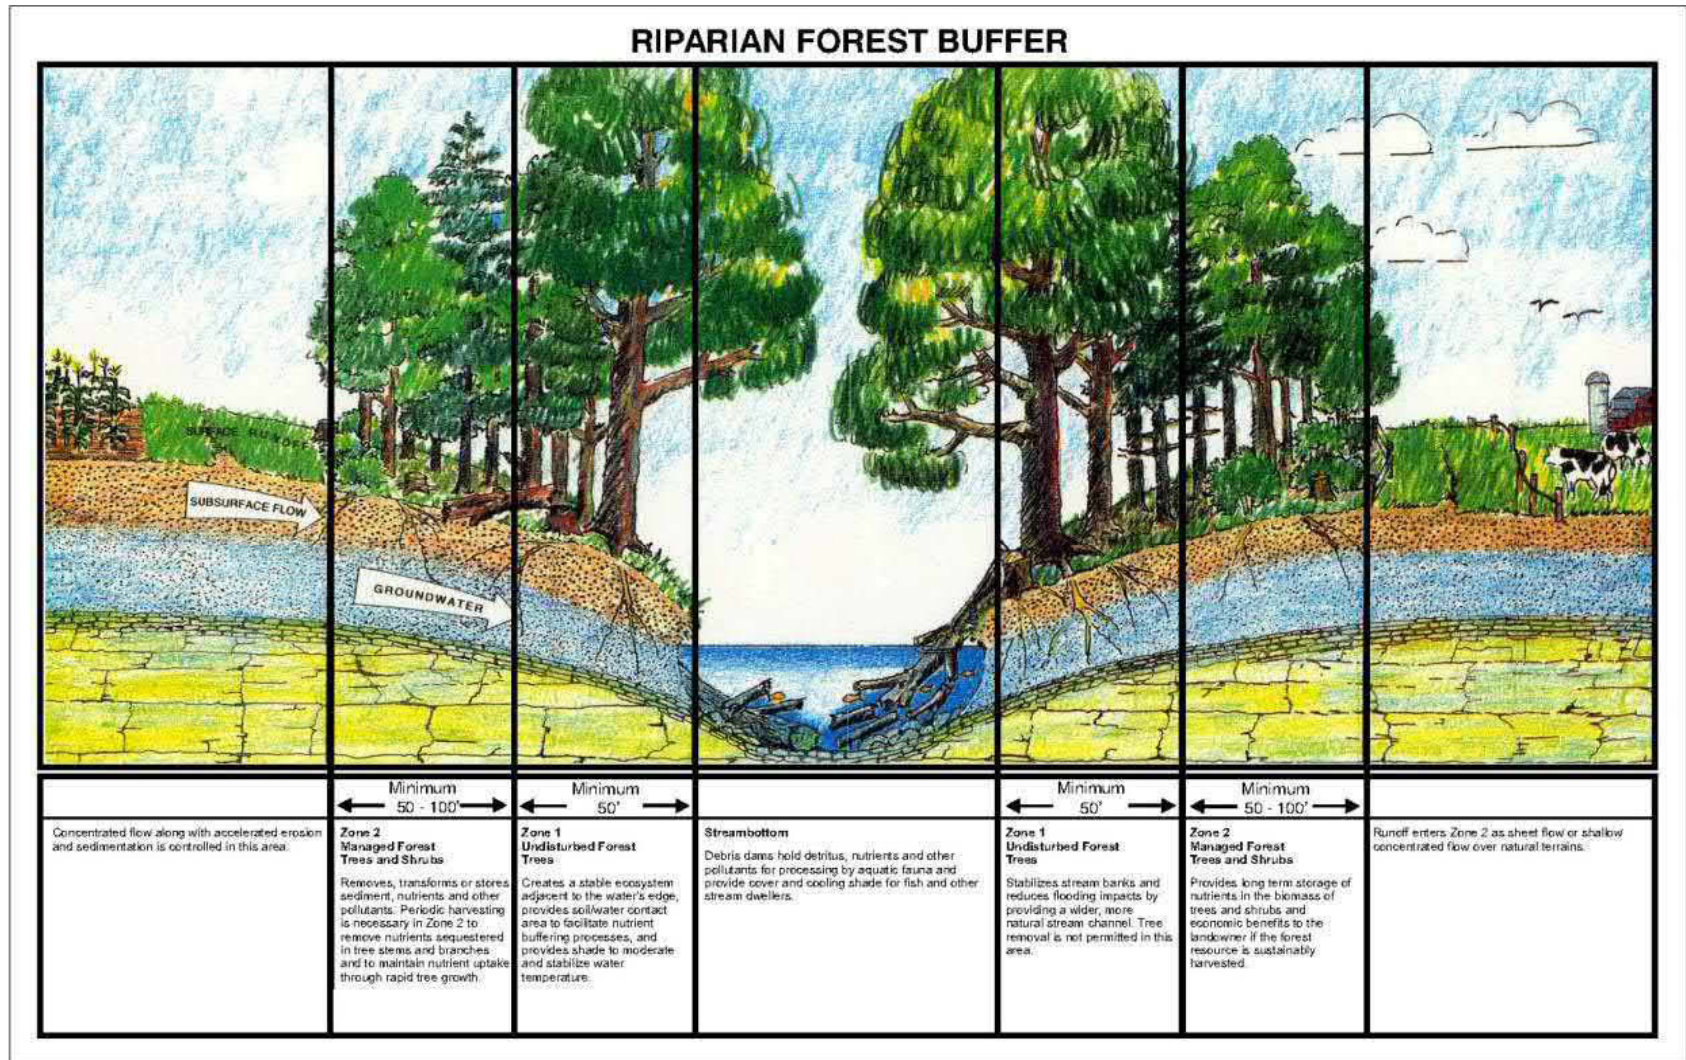 RIPARIAN FOREST BUFFER
SURFACE RUNOFF
SUBSURFACE FLOW
GROUNDWATER
Minimum
50 - 100'
Minimum
50'
Minimum
50'
Minimum
50 - 100'
Concentrated flow along with accelerated erosion
and sedimentation is controlled in this area.
Zone 2
Managed Forest
Trees and Shrubs
Removes, transforms or stores
sediment, nutrients and other
pollutants. Periodic harvesting
is necessary in Zone 2 to
remove nutrients sequestered
in tree stems and branches
and to maintain nutrient uptake
through rapid tree growth.
Zone 1
Undisturbed Forest
Trees
Creates a stable ecosystem
adjacent to the water's edge,
provides soil/water contact
area to facilitate nutrient
buffering processes, and
provides shade to moderate
and stabilize water
temperature.
Streambottom
Debris dams hold detritus, nutrients and other
pollutants for processing by aquatic fauna and
provide cover and cooling shade for fish and other
stream dwellers.
Zone 1
Undisturbed Forest
Trees
Stabilizes stream banks and
reduces flooding impacts by
providing a wider, more
natural stream channel. Tree
removal is not permitted in this
area.
Zone 2
Managed Forest
Trees and Shrubs
Provides long term storage of
nutrients in the biomass of
trees and shrubs and
economic benefits to the
landowner if the forest
resource is sustainably
harvested.
Runoff enters Zone 2 as sheet flow or shallow
concentrated flow over natural terrains.